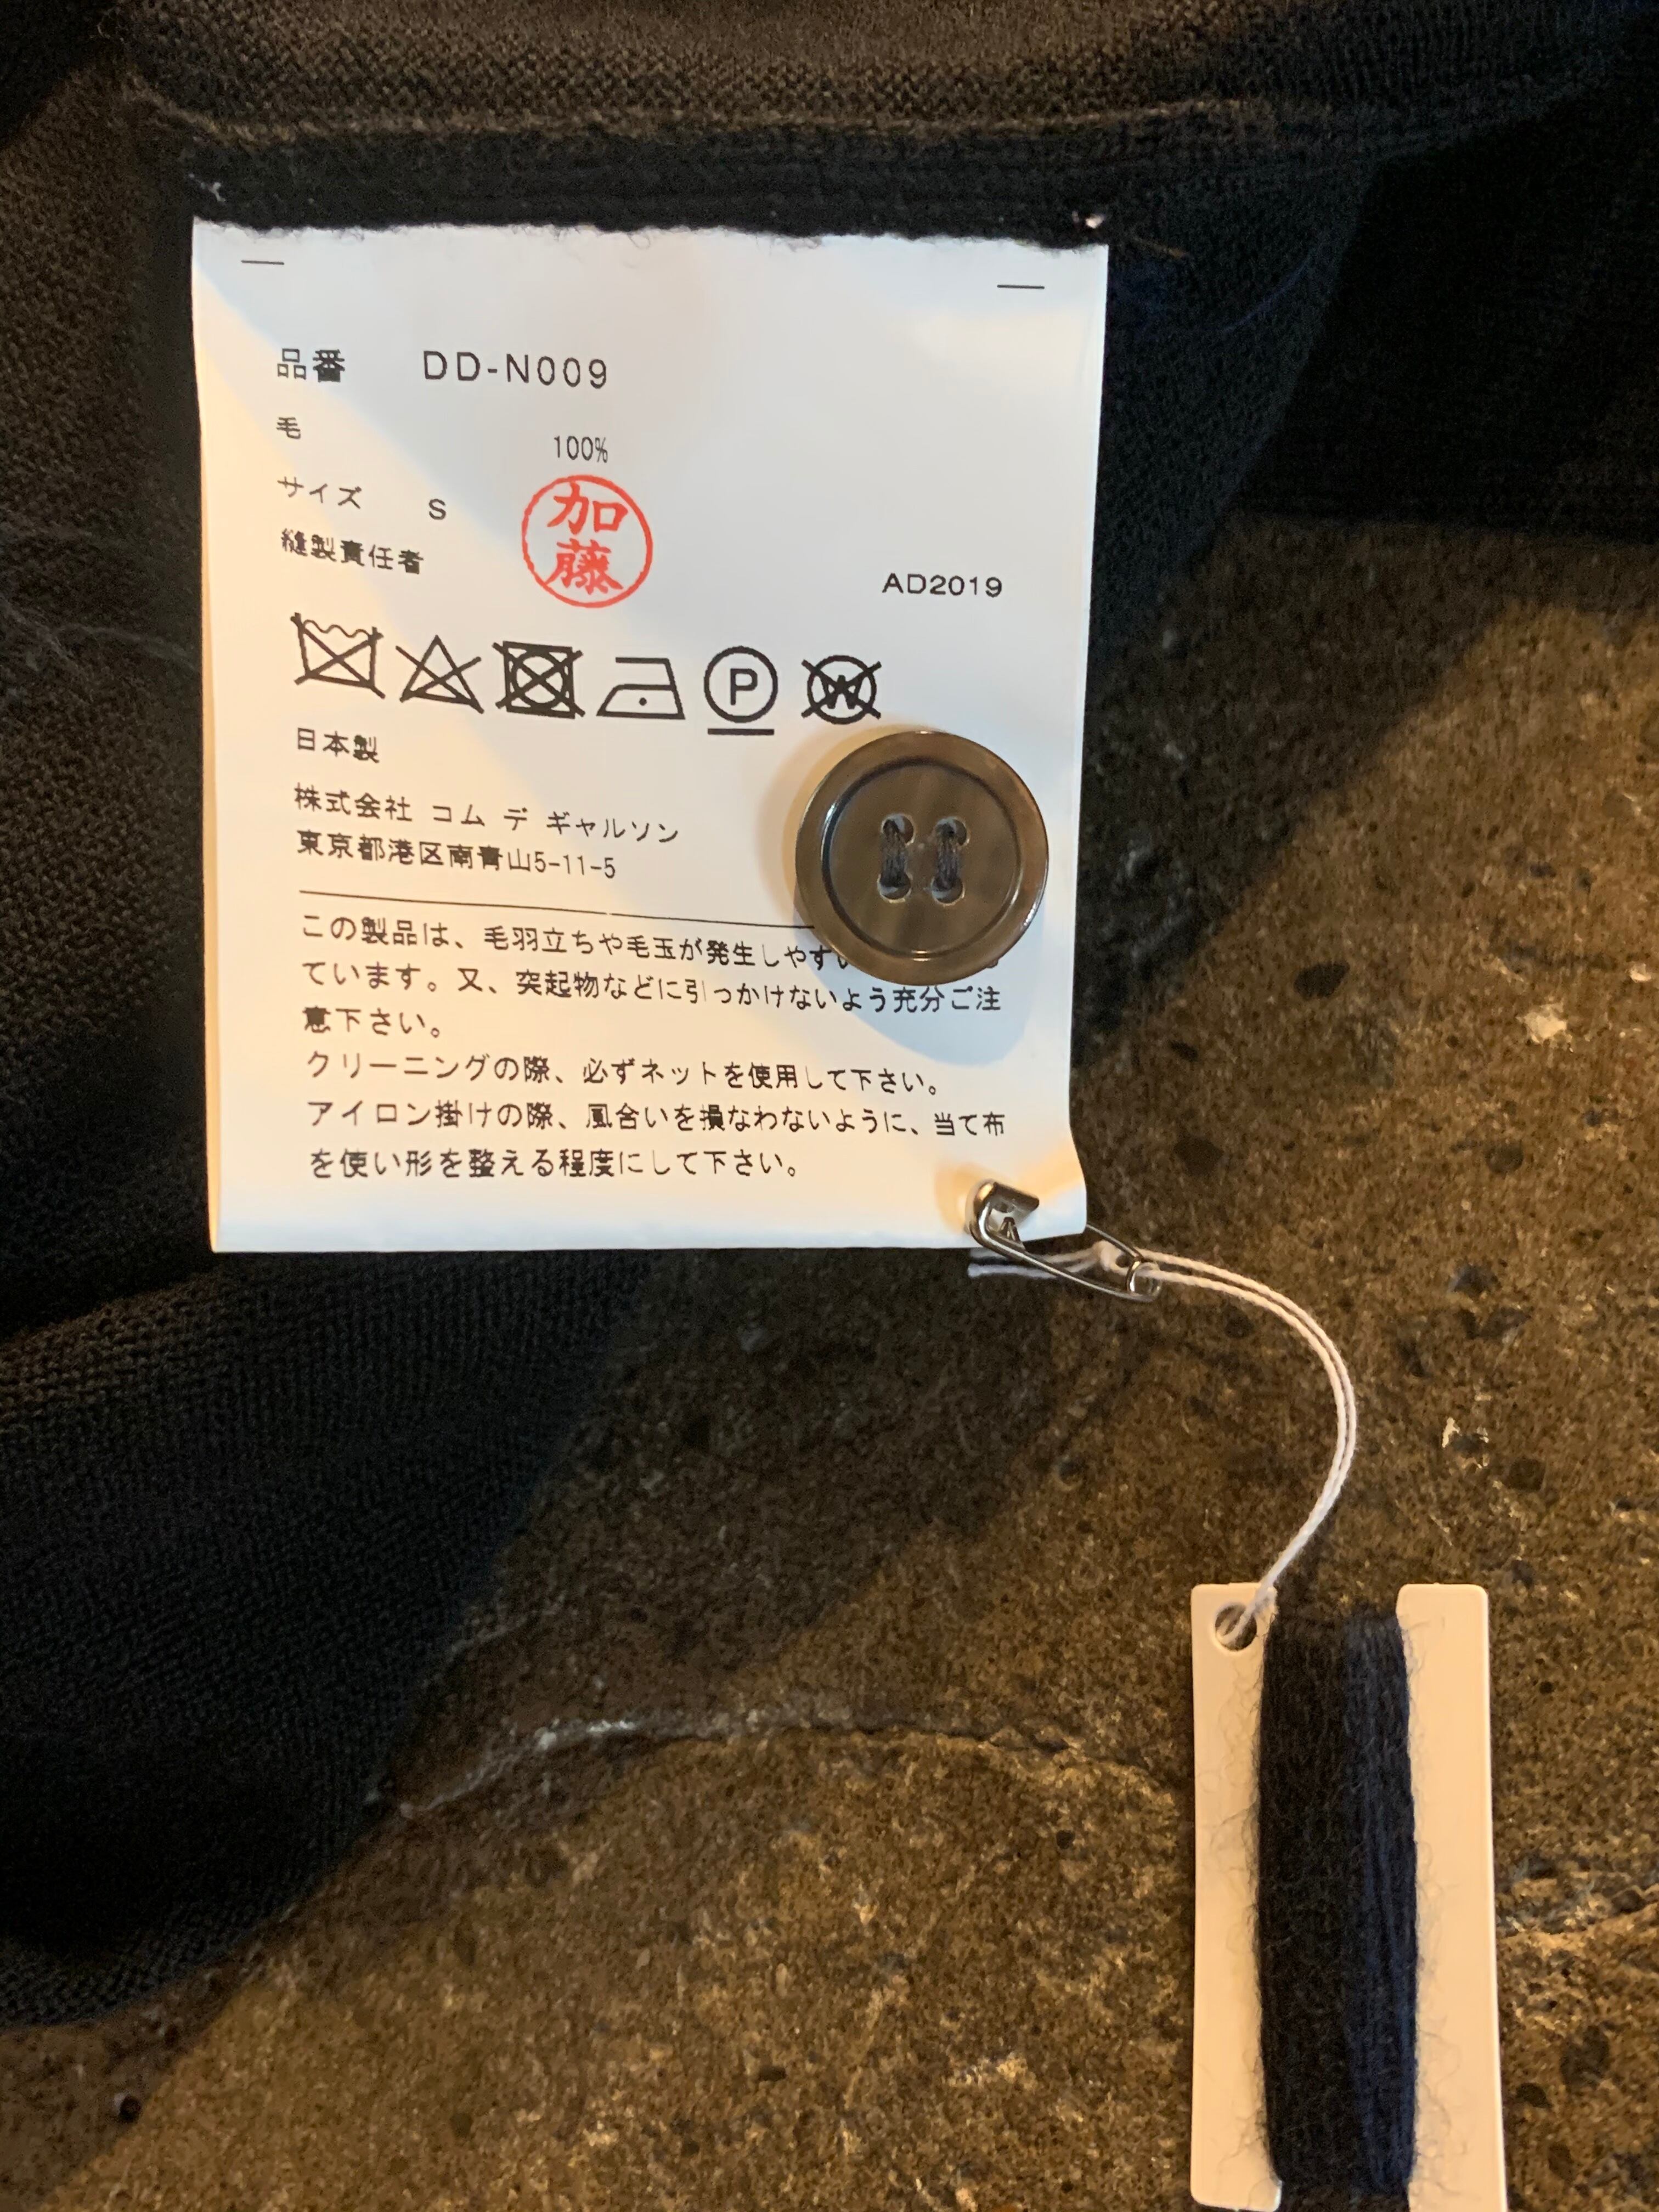 品番 DD-N009
毛 100%
サイズ S
縫製責任者 加藤
AD2019
P W
日本製
株式会社 コム デ ギャルソン
東京都港区南青山5-11-5
この製品は、毛羽立ちや毛玉が発生しやす
ています。又、突起物などに引っかけないよう充分ご注
意下さい。
クリーニングの際、必ずネットを使用して下さい。
アイロン掛けの際、風合いを損なわないように、当て布
を使い形を整える程度にして下さい。